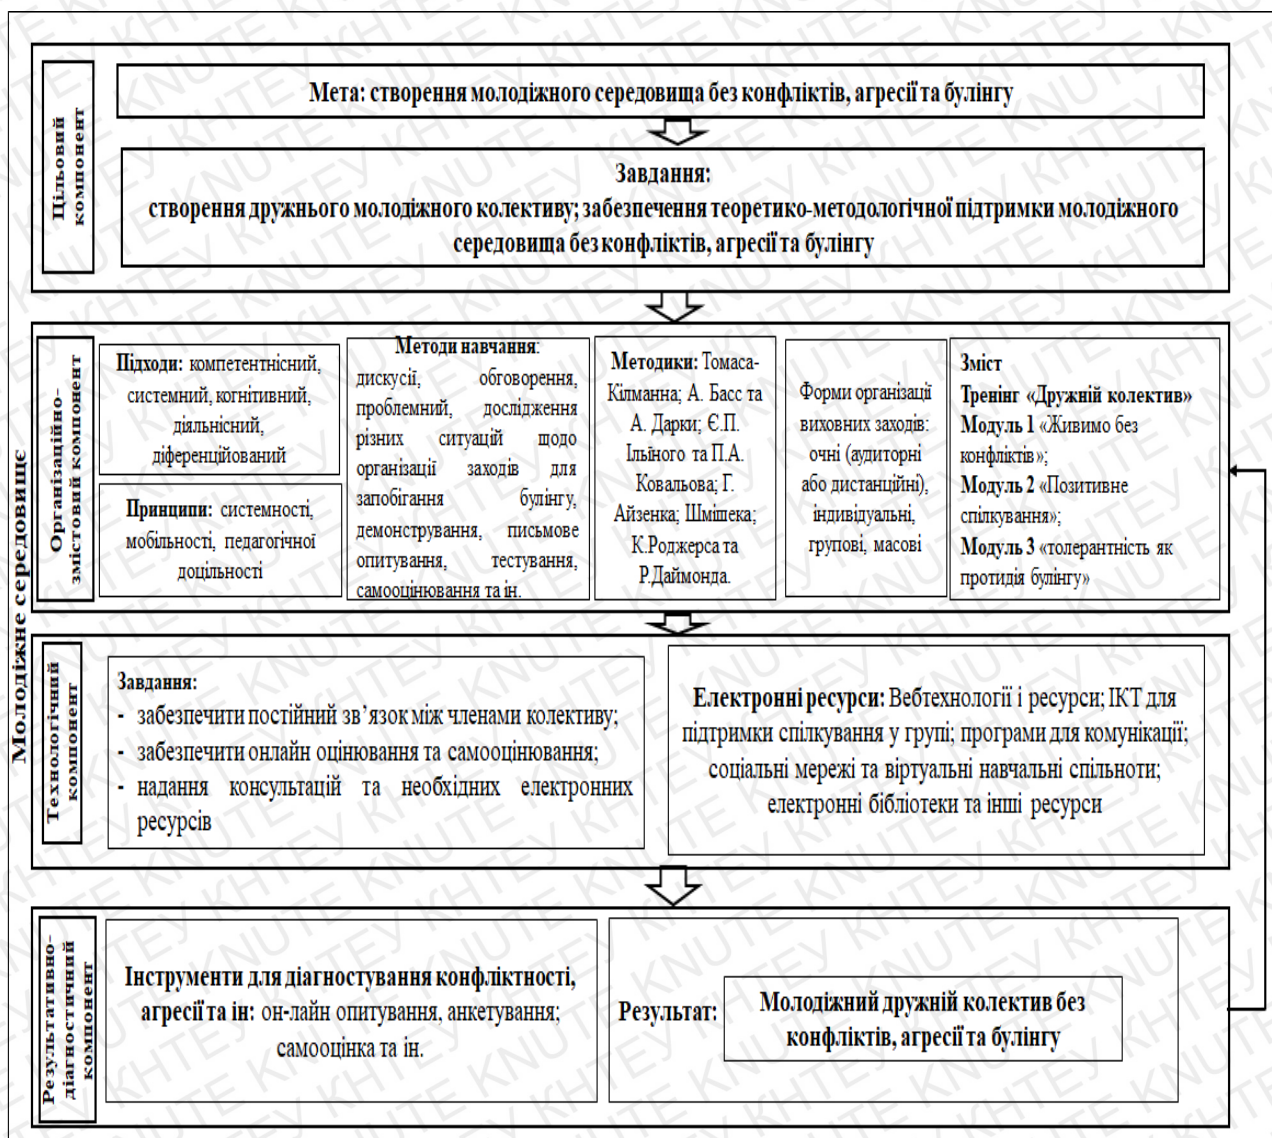 Молодіжне середовище
Цільовий
компонент
Мета: створення молодіжного середовища без конфліктів, агресії та булінгу
Завдання:
створення дружнього молодіжного колективу; забезпечення теоретико-методологічної підтримки молодіжного
середовища без конфліктів, агресії та булінгу
Організаційно-
змістовий компонент
Підходи: компетентнісний,
системний, когнітивний,
діяльнісний,
діференційований
Принципи: системності,
мобільності, педагогічної
доцільності
Методи навчання:
дискусії, обговорення,
проблемний, дослідження
різних ситуацій щодо
організації заходів для
запобігання булінгу,
демонстрування, письмове
опитування, тестування,
самооцінювання та ін.
Методики: Томаса-
Кілманна; А. Басс та
А. Дарки; Є.П.
Ільїного та П.А.
Ковальова; Г.
Айзенка; Шмішека;
К.Роджерса та
Р.Даймонда.
Форми організації
виховних заходів:
очні (аудиторні
або дистанційні),
індивідуальні,
групові, масові
Зміст
Тренінг «Дружній колектив»
Модуль 1 «Живимо без
конфліктів»;
Модуль 2 «Позитивне
спілкування»;
Модуль 3 «толерантність як
протидія булінгу»
Технологічний
компонент
Завдання:
- забезпечити постійний зв’язок між членами колективу;
- забезпечити онлайн оцінювання та самооцінювання;
- надання консультацій та необхідних електронних
ресурсів
Електронні ресурси: Вебтехнології і ресурси; ІКТ для
підтримки спілкування у групі; програми для комунікації;
соціальні мережі та віртуальні навчальні спільноти;
електронні бібліотеки та інші ресурси
Результативно-
діагностичний
компонент
Інструменти для діагностування конфліктності,
агресії та ін: он-лайн опитування, анкетування;
самооцінка та ін.
Результат:
Молодіжний дружній колектив без
конфліктів, агресії та булінгу
КНТЕУ KNUTE